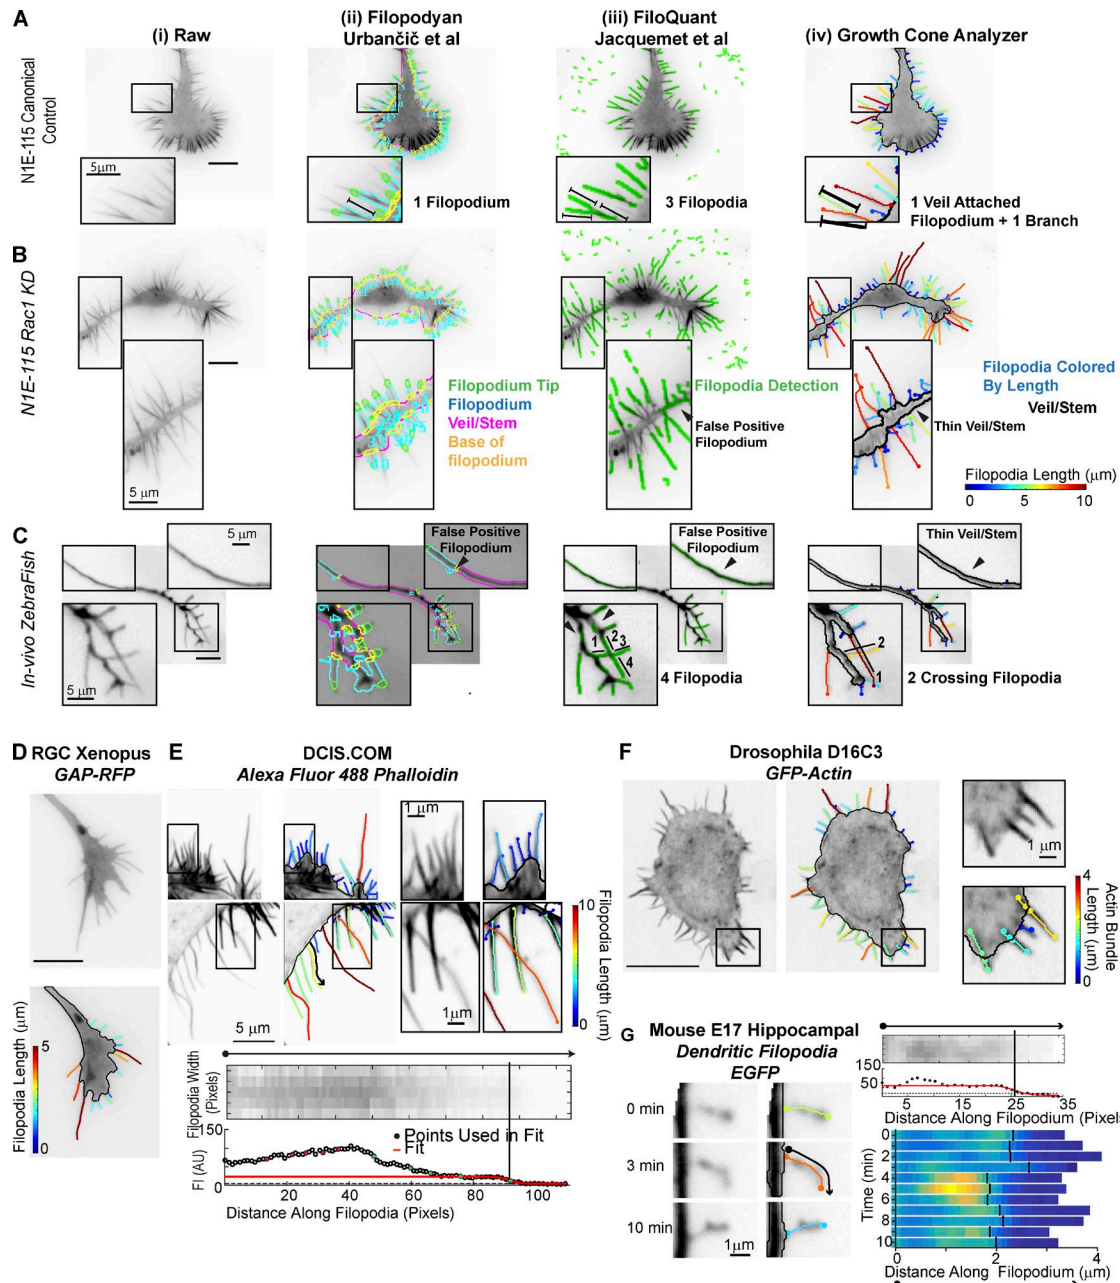 A
(i) Raw
(ii) Filopodyan
Urbančič et al
(iii) FiloQuant
Jacquemet et al
(iv) Growth Cone Analyzer
N1E-115 Canonical
Control
5μm
1 Filopodium
3 Filopodia
1 Veil Attached
Filopodium + 1 Branch
B
N1E-115 Rac1 KD
5 μm
Filopodium Tip
Filopodium
Veil/Stem
Base of
filopodium
Filopodia Detection
False Positive
Filopodium
Filopodia Colored
By Length
Veil/Stem
Thin Veil/Stem
Filopodia Length (μm)
0 10
C
In-vivo ZebraFish
5 μm
5 μm
False Positive
Filopodium
False Positive
Filopodium
1
2
3
4
4 Filopodia
Thin Veil/Stem
2
1
2 Crossing Filopodia
D RGC Xenopus
GAP-RFP
Filopodia Length (μm)
5
0
E
DCIS.COM
Alexa Fluor 488 Phalloidin
1 μm
5 μm
1μm
Filopodia Length (μm)
10
0
Filopodia Width
(Pixels)
150
FI (AU)
0
Points Used in Fit
Fit
0 20 40 60 80 100
Distance Along Filopodia (Pixels)
F
Drosophila D16C3
GFP-Actin
1 μm
Actin Bundle
Length (μm)
4
0
G Mouse E17 Hippocampal
Dendritic Filopodia
EGFP
0 min
3 min
10 min
1μm
150
50
0
5 15 25 35
Distance Along Filopodium (Pixels
Time (min)
0
2
4
6
8
10
0 2 4
Distance Along Filopodium (μm)